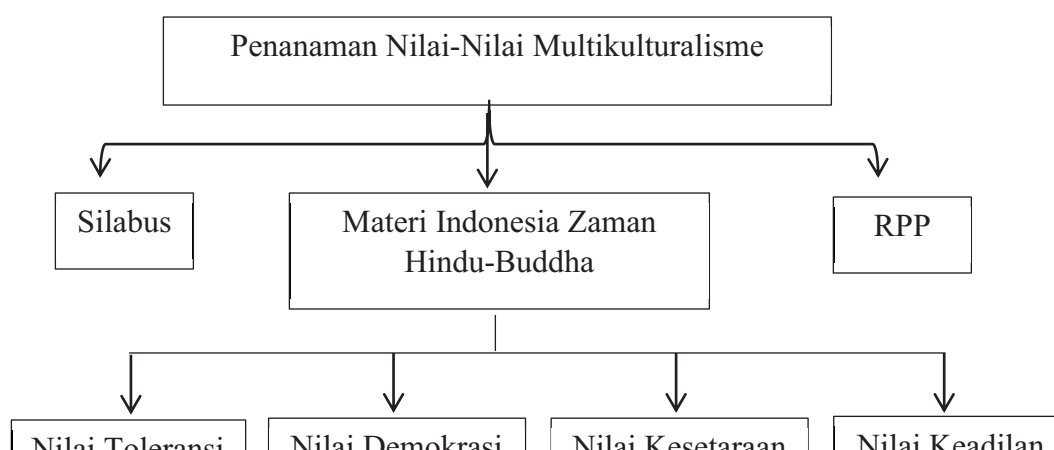 Penanaman Nilai-Nilai Multikulturalisme
Silabus
Materi Indonesia Zaman
Hindu-Buddha
RPP
Nilai Toleransi
Nilai Demokrasi
Nilai Kesetaraan
Nilai Keadilan